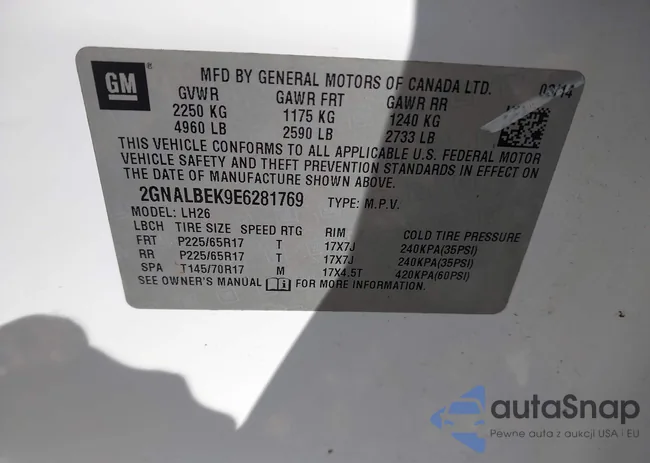 GM
MFD BY GENERAL MOTORS OF CANADA LTD.
GVWR GAWR FRT GAWR RR
2250 KG 1175 KG 1240 KG
4960 LB 2590 LB 2733 LB
THIS VEHICLE CONFORMS TO ALL APPLICABLE U.S. FEDERAL MOTOR
VEHICLE SAFETY AND THEFT PREVENTION STANDARDS IN EFFECT ON
THE DATE OF MANUFACTURE SHOWN ABOVE.
2GNALBEK9E6281769 TYPE: M.P.V.
MODEL: LH26
LBCH TIRE SIZE SPEED RTG RIM COLD TIRE PRESSURE
FRT P225/65R17 T 17X7J 240KPA(35PSI)
RR P225/65R17 T 17X7J 240KPA(35PSI)
SPA T145/70R17 M 17X4.5T 420KPA(60PSI)
SEE OWNER'S MANUAL FOR MORE INFORMATION.
autoSnap
Pewne auta z aukcji USA i EU